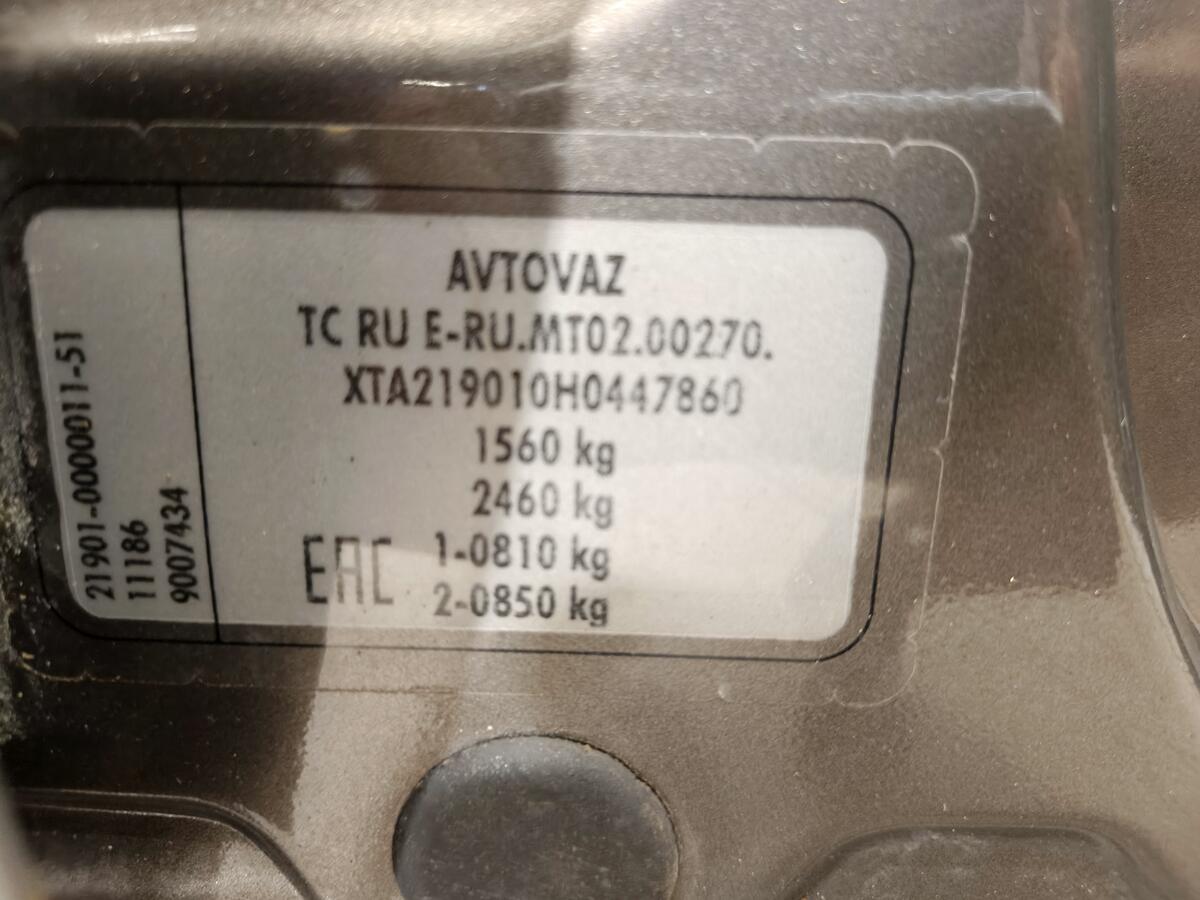 AVTOVAZ
TC RU E-RU.MT02.00270.
XTA219010H0447860
1560 kg
2460 kg
1-0810 kg
2-0850 kg
EAC
21901-0000011-51
11186
9007434